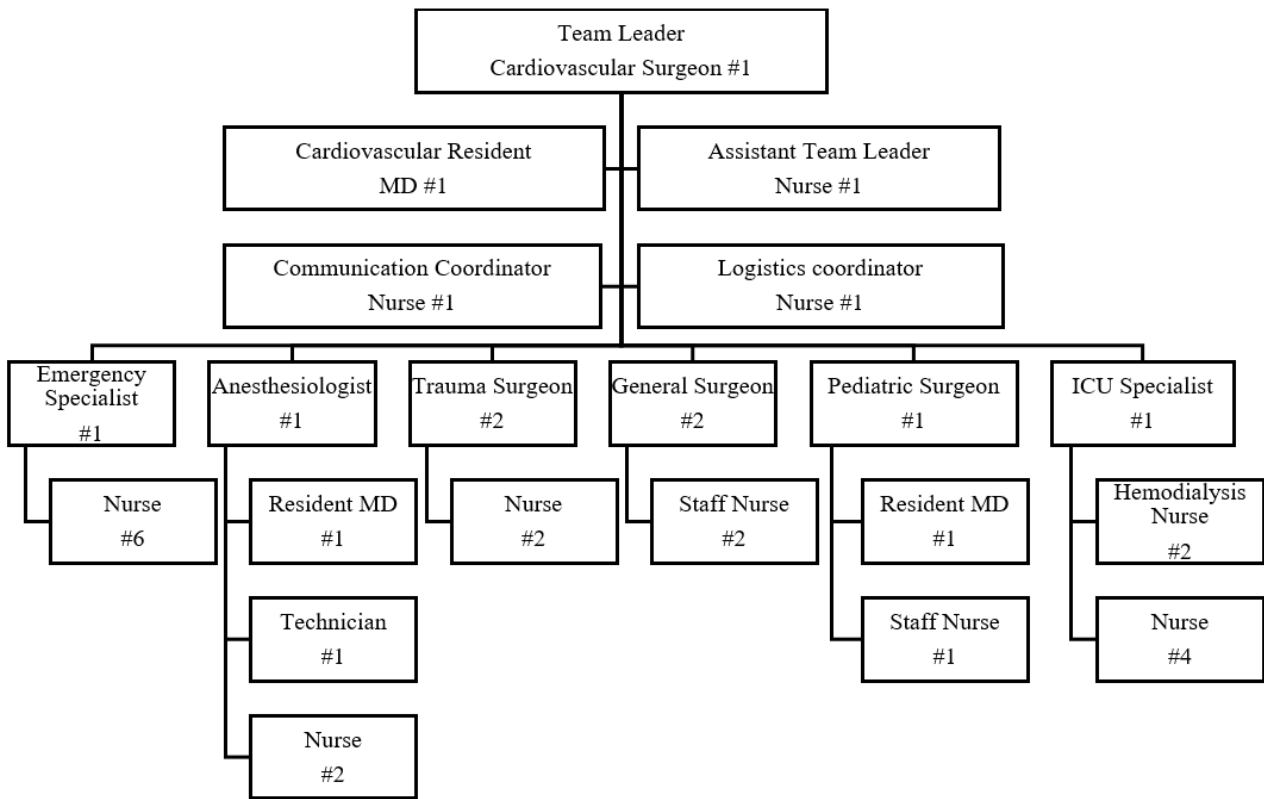 Team Leader
Cardiovascular Surgeon #1
Cardiovascular Resident
MD #1
Assistant Team Leader
Nurse #1
Communication Coordinator
Nurse #1
Logistics coordinator
Nurse #1
Emergency
Specialist
#1
Anesthesiologist
#1
Trauma Surgeon
#2
General Surgeon
#2
Pediatric Surgeon
#1
ICU Specialist
#1
Nurse
#6
Resident MD
#1
Nurse
#2
Staff Nurse
#2
Resident MD
#1
Hemodialysis
Nurse
#2
Technician
#1
Staff Nurse
#1
Nurse
#4
Nurse
#2